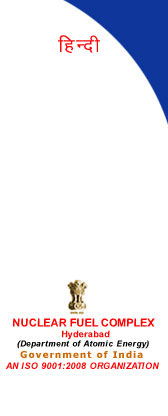 हिन्दी
NUCLEAR FUEL COMPLEX
Hyderabad
(Department of Atomic Energy)
Government of India
AN ISO 9001:2008 ORGANIZATION